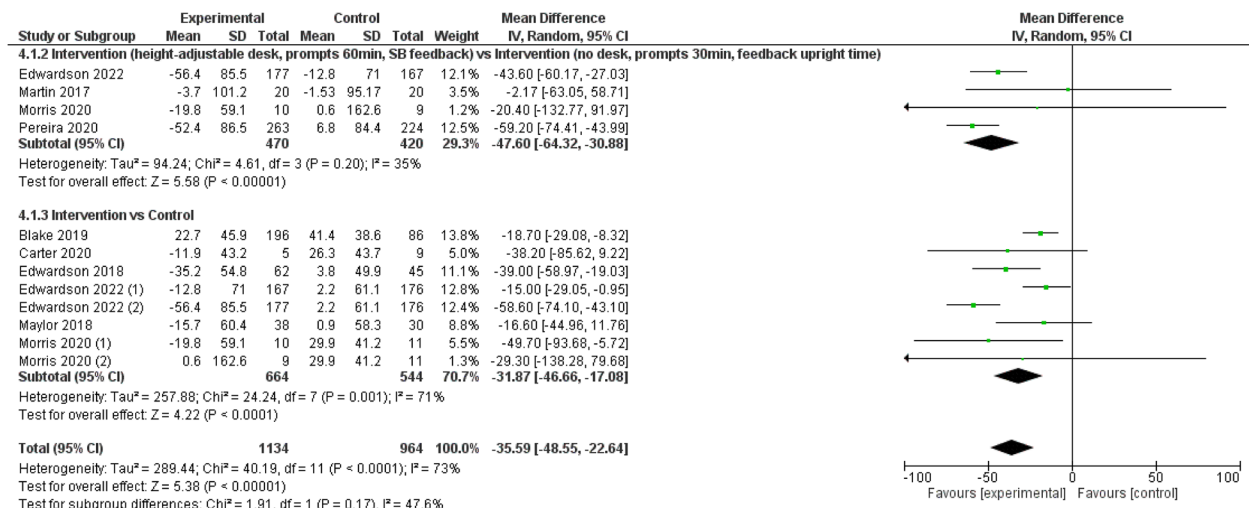 Experimental Control Mean Difference Mean Difference
Study or Subgroup Mean SD Total Mean SD Total Weight IV, Random, 95% CI IV, Random, 95% CI
4.1.2 Intervention (height-adjustable desk, prompts 60min, SB feedback) vs Intervention (no desk, prompts 30min, feedback upright time)
Edwardson 2022 -56.4 85.5 177 -12.8 71 167 12.1% -43.60 [-60.17, -27.03]
Martin 2017 -3.7 101.2 20 -1.53 95.17 20 3.5% -2.17 [-63.05, 58.71]
Morris 2020 -19.8 59.1 10 0.6 162.6 9 1.2% -20.40 [-132.77, 91.97]
Pereira 2020 -52.4 86.5 263 6.8 84.4 224 12.5% -59.20 [-74.41, -43.99]
Subtotal (95% CI) 470 420 29.3% -47.60 [-64.32, -30.88]
Heterogeneity: Tau² = 94.24; Chi² = 4.61, df = 3 (P = 0.20); I² = 35%
Test for overall effect: Z = 5.58 (P < 0.00001)
4.1.3 Intervention vs Control
Blake 2019 22.7 45.9 196 41.4 38.6 86 13.8% -18.70 [-29.08, -8.32]
Carter 2020 -11.9 43.2 5 26.3 43.7 9 5.0% -38.20 [-85.62, 9.22]
Edwardson 2018 -35.2 54.8 62 3.8 49.9 45 11.1% -39.00 [-58.97, -19.03]
Edwardson 2022 (1) -12.8 71 167 2.2 61.1 176 12.8% -15.00 [-29.05, -0.95]
Edwardson 2022 (2) -56.4 85.5 177 2.2 61.1 176 12.4% -58.60 [-74.10, -43.10]
Maylor 2018 -15.7 60.4 38 0.9 58.3 30 8.8% -16.60 [-44.96, 11.76]
Morris 2020 (1) -19.8 59.1 10 29.9 41.2 11 5.5% -49.70 [-93.68, -5.72]
Morris 2020 (2) 0.6 162.6 9 29.9 41.2 11 1.3% -29.30 [-138.28, 79.68]
Subtotal (95% CI) 664 544 70.7% -31.87 [-46.66, -17.08]
Heterogeneity: Tau² = 257.88; Chi² = 24.24, df = 7 (P = 0.001); I² = 71%
Test for overall effect: Z = 4.22 (P < 0.0001)
Total (95% CI) 1134 964 100.0% -35.59 [-48.55, -22.64]
Heterogeneity: Tau² = 289.44; Chi² = 40.19, df = 11 (P < 0.0001); I² = 73%
Test for overall effect: Z = 5.38 (P < 0.00001)
Test for subgroup differences: Chi² = 1.91, df = 1 (P = 0.17), I² = 47.6%
-100 -50 0 50 100
Favours [experimental] Favours [control]